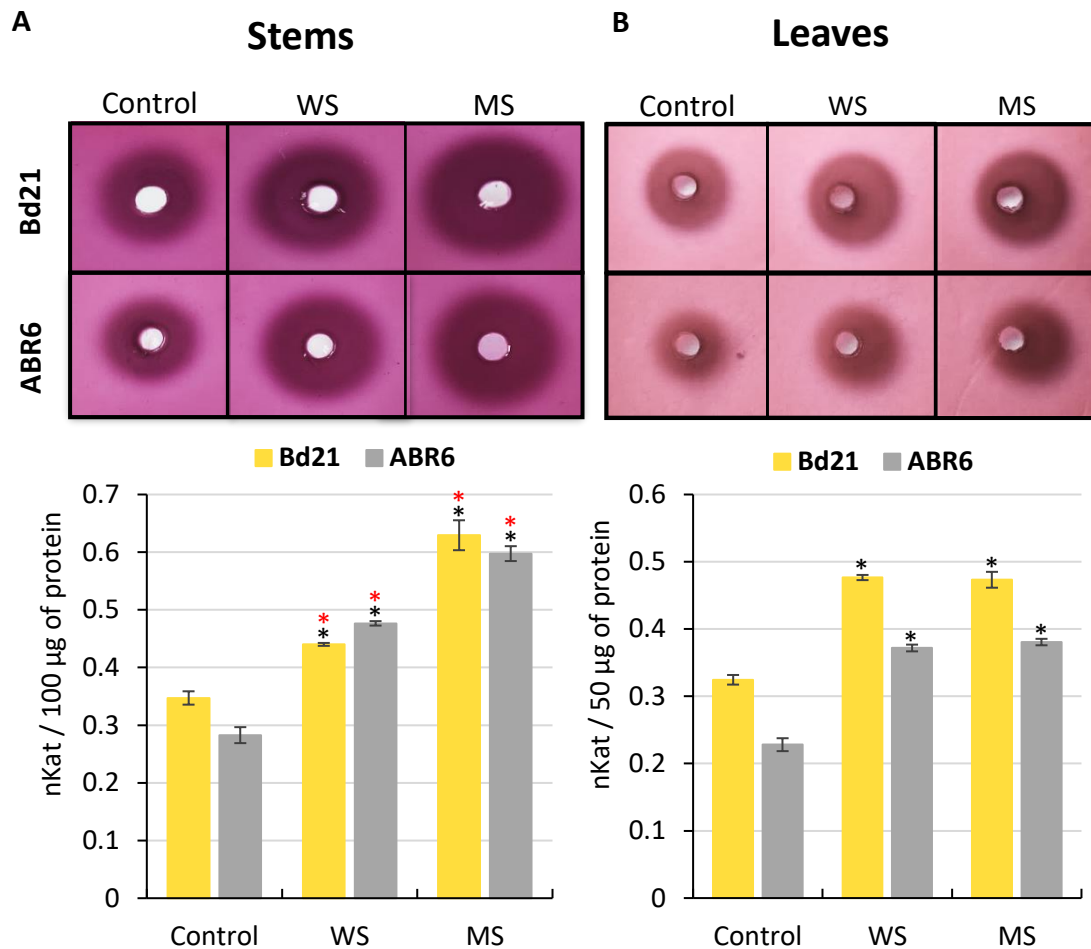 A
Stems
Control WS MS
Bd21
ABR6
Bd21 ABR6
nKat / 100 µg of protein
0.7
0.6
0.5
0.4
0.3
0.2
0.1
0
* * * *
* * * *
Control WS MS
B
Leaves
Control WS MS
Bd21 ABR6
nKat / 50 µg of protein
0.6
0.5
0.4
0.3
0.2
0.1
0
* * * *
Control WS MS